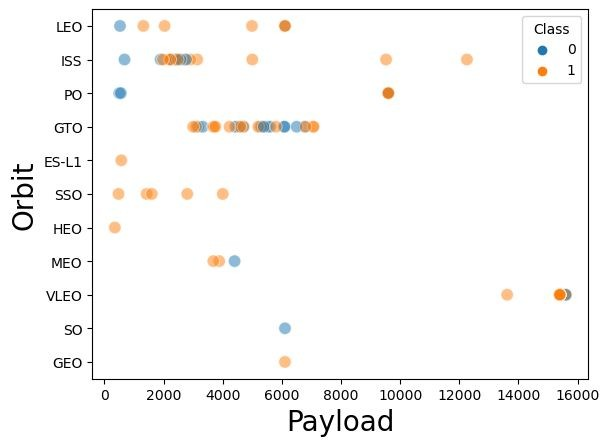 LEO
ISS
PO
GTO
ES-L1
SSO
HEO
MEO
VLEO
SO
GEO
Orbit
0 2000 4000 6000 8000 10000 12000 14000 16000
Payload
Class
0
1